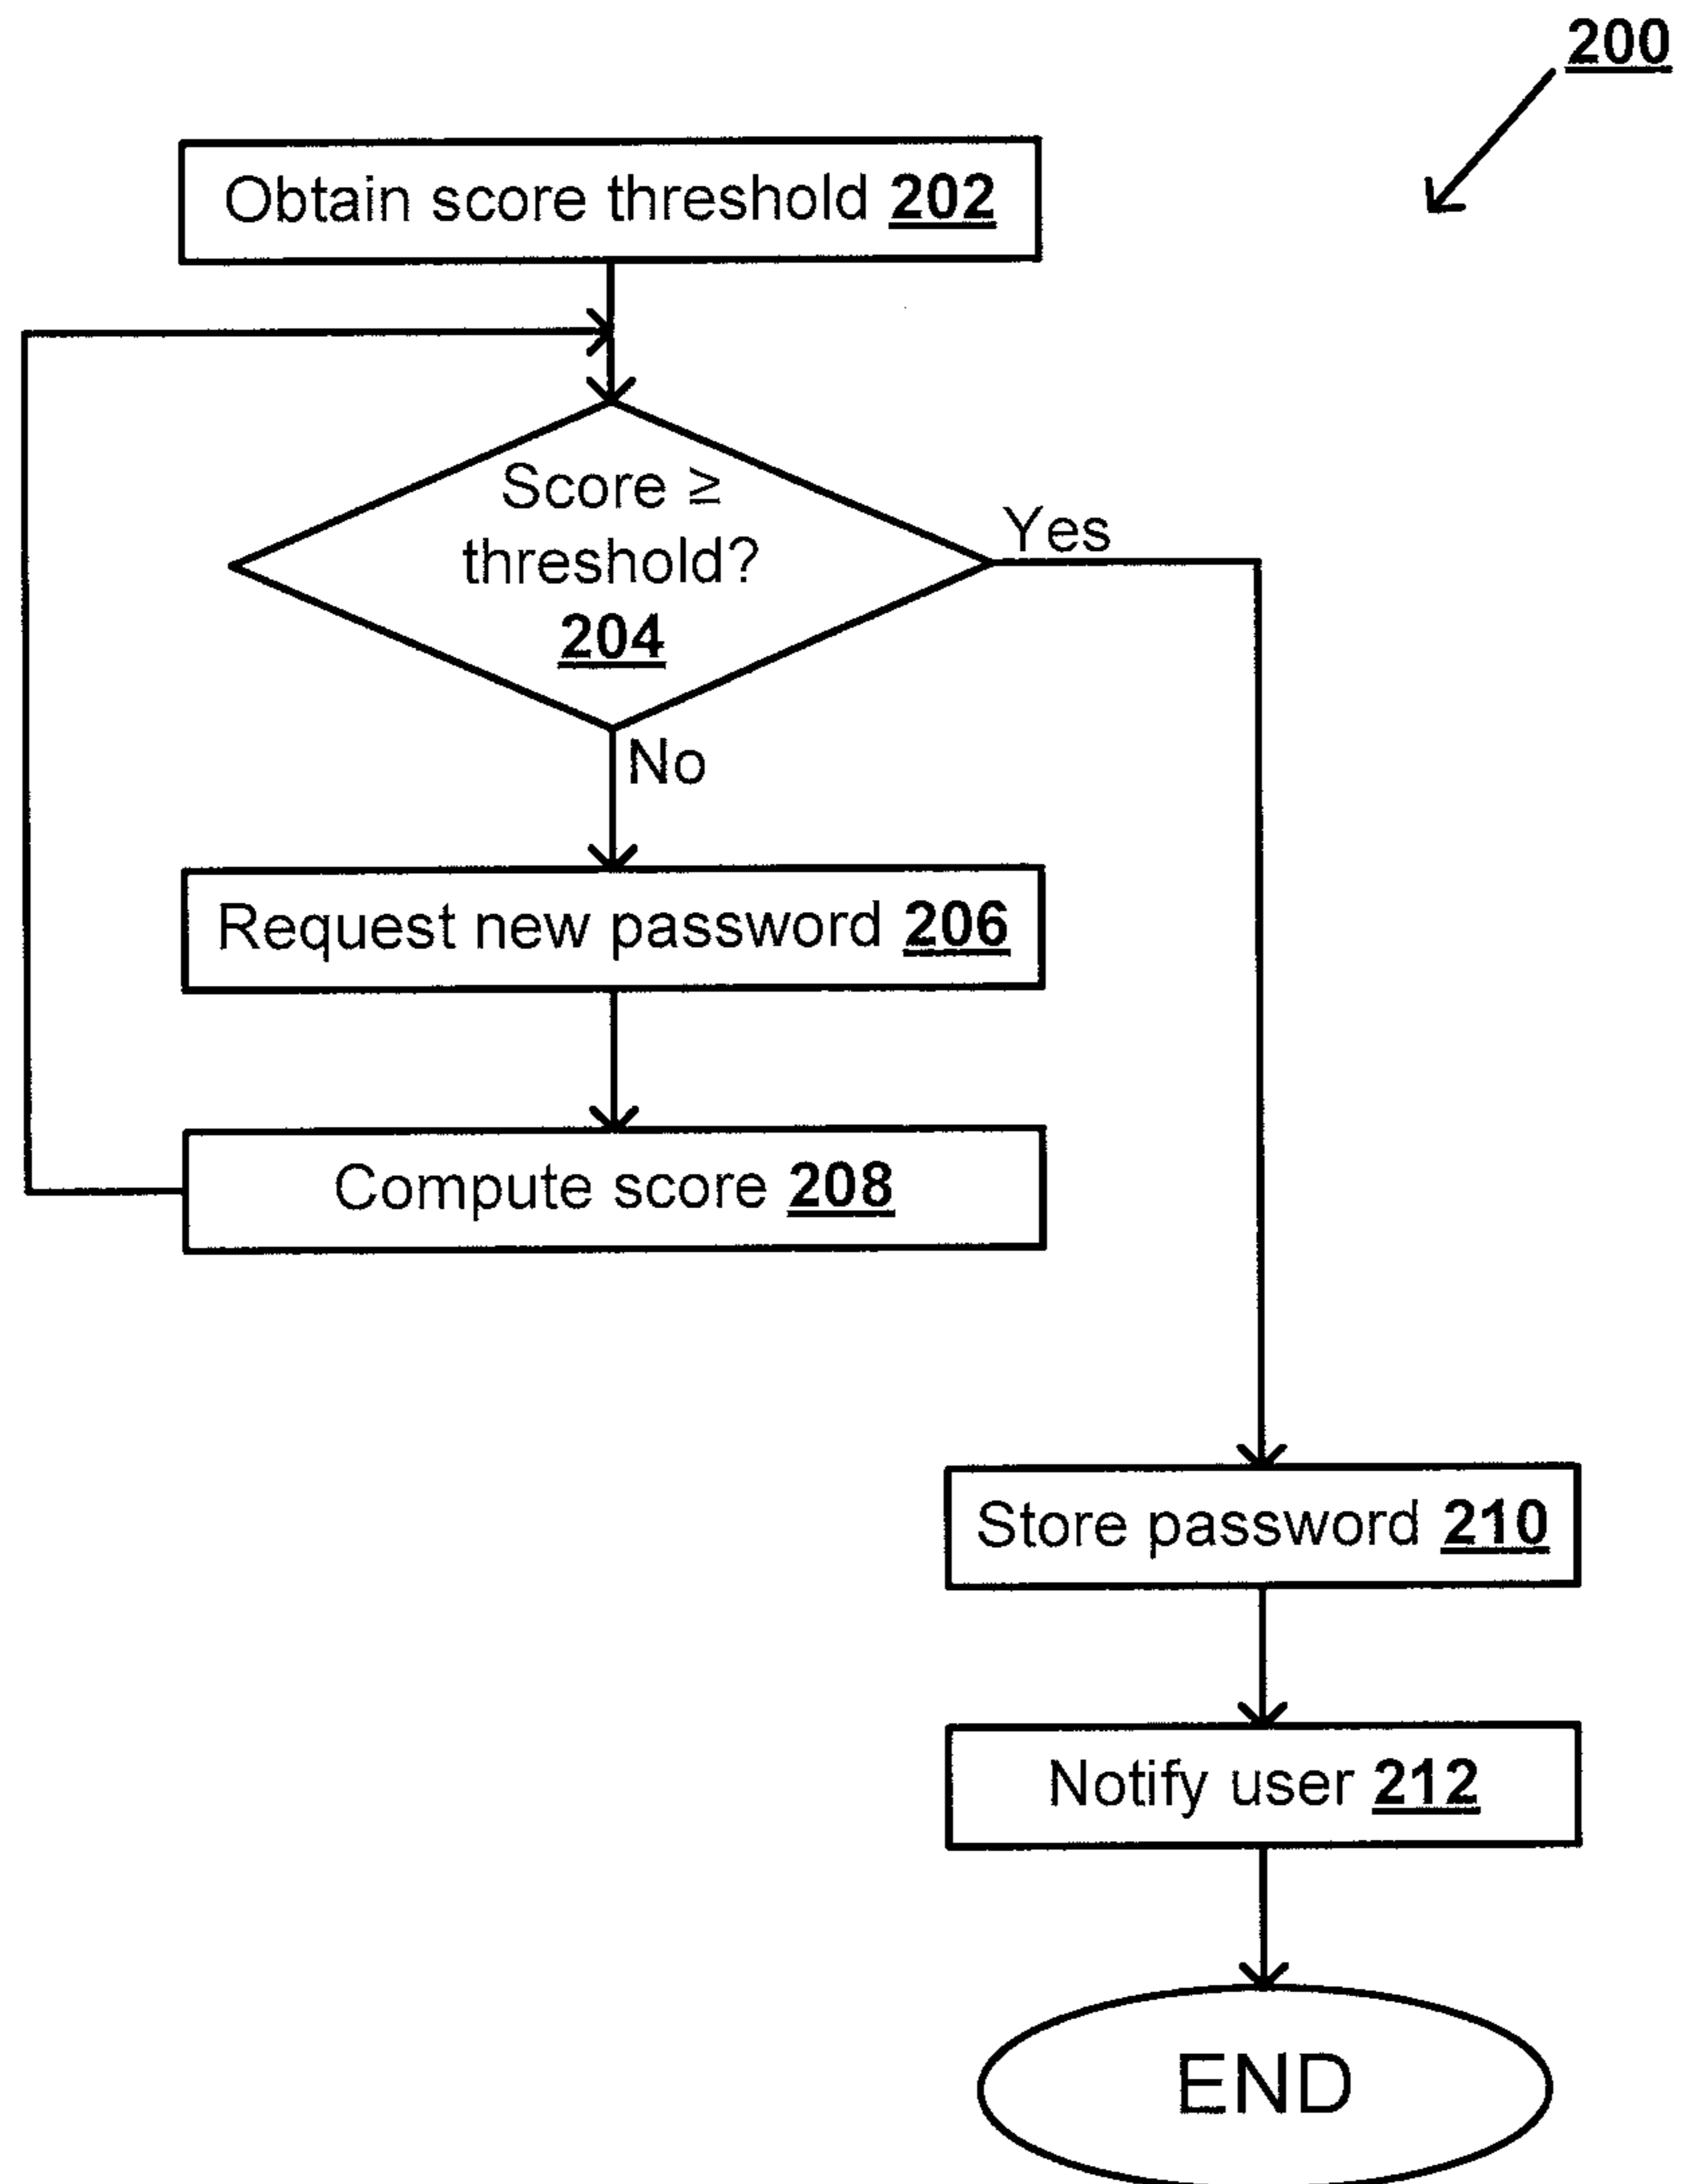 200
Obtain score threshold 202
Score ≥
threshold?
204
Yes
No
Request new password 206
Compute score 208
Store password 210
Notify user 212
END